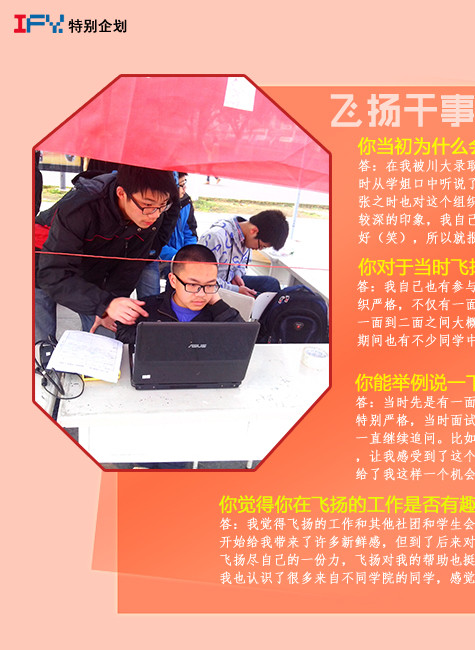 IFY. 特别企划
飞扬干事
你当初为什么会
答：在我被川大录取
时从学姐口中听说了
张之时也对这个组织
较深的印象，我自己
好（笑），所以就报
你对于当时飞扬
答：我自己也有参与
织严格，不仅有一面
一面到二面之间大概
期间也有不少同学中
你能举例说一下
答：当时先是有一面
特别严格，当时面试
一直继续追问。比如
，让我感受到了这个
给了我这样一个机会
你觉得你在飞扬的工作是否有趣
答：我觉得飞扬的工作和其他社团和学生会
开始给我带来了许多新鲜感，但到了后来对
飞扬尽自己的一份力，飞扬对我的帮助也挺
我也认识了很多来自不同学院的同学，感觉
ASUS